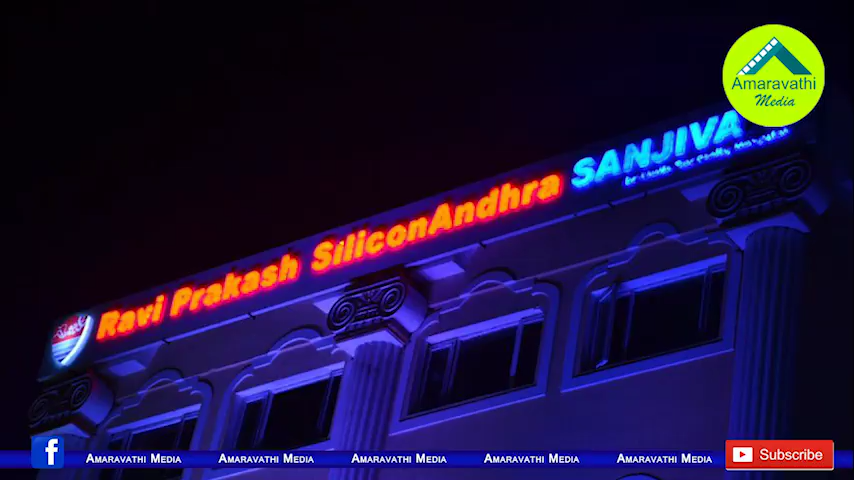 Amaravathi
Media
Ravi Prakash SiliconAndhra SANJIVA
AMARAVATHI MEDIA AMARAVATHI MEDIA AMARAVATHI MEDIA AMARAVATHI MEDIA AMARAVATHI MEDIA
Subscribe